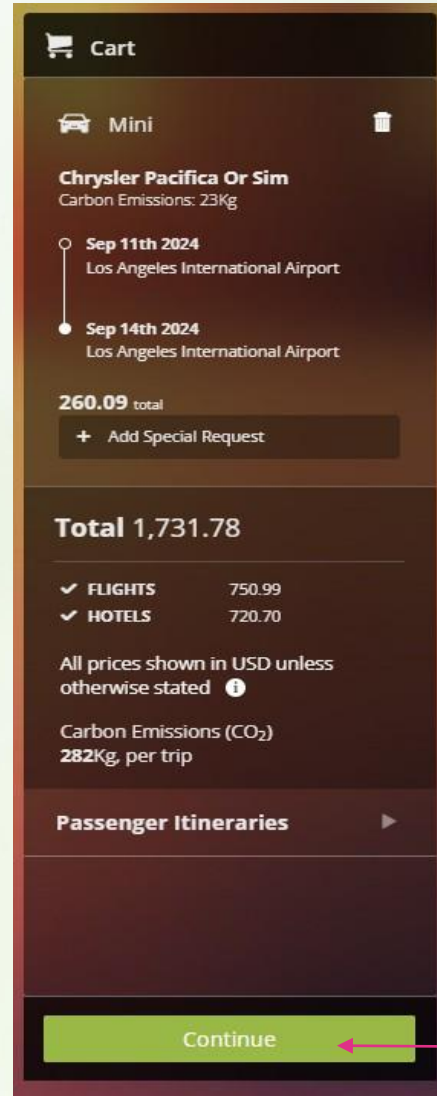 Cart
Mini
Chrysler Pacifica Or Sim
Carbon Emissions: 23Kg
Sep 11th 2024
Los Angeles International Airport
Sep 14th 2024
Los Angeles International Airport
260.09 total
+ Add Special Request
Total 1,731.78
FLIGHTS 750.99
HOTELS 720.70
All prices shown in USD unless
otherwise stated
Carbon Emissions (CO₂)
282Kg, per trip
Passenger Itineraries
Continue